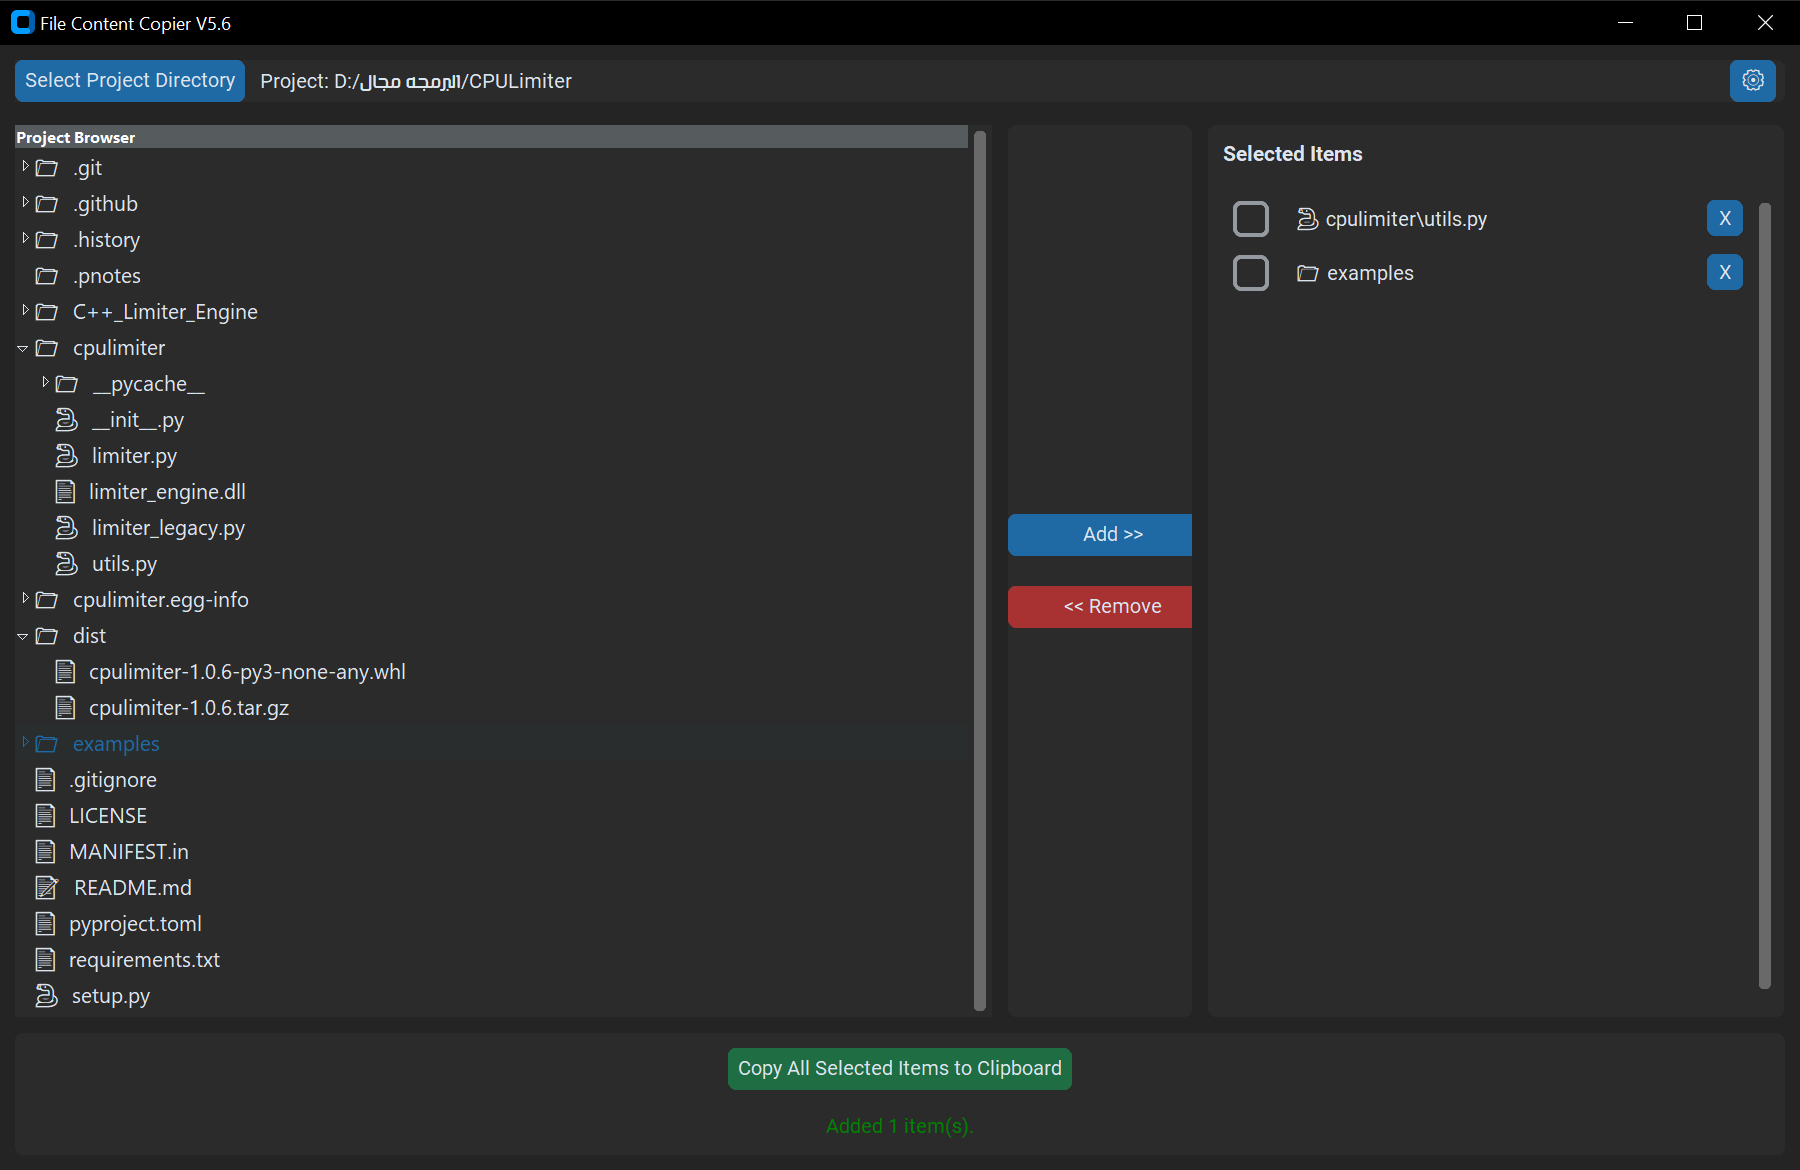 File Content Copier V5.6
Select Project Directory
Project: D:/البرمجه مجال/CPULimiter
Project Browser
.git
.github
.history
.pnotes
C++_Limiter_Engine
cpulimiter
__pycache__
__init__.py
limiter.py
limiter_engine.dll
limiter_legacy.py
utils.py
cpulimiter.egg-info
dist
cpulimiter-1.0.6-py3-none-any.whl
cpulimiter-1.0.6.tar.gz
examples
.gitignore
LICENSE
MANIFEST.in
README.md
pyproject.toml
requirements.txt
setup.py
Add >>
<< Remove
Selected Items
cpulimiter\utils.py
X
examples
X
Copy All Selected Items to Clipboard
Added 1 item(s).